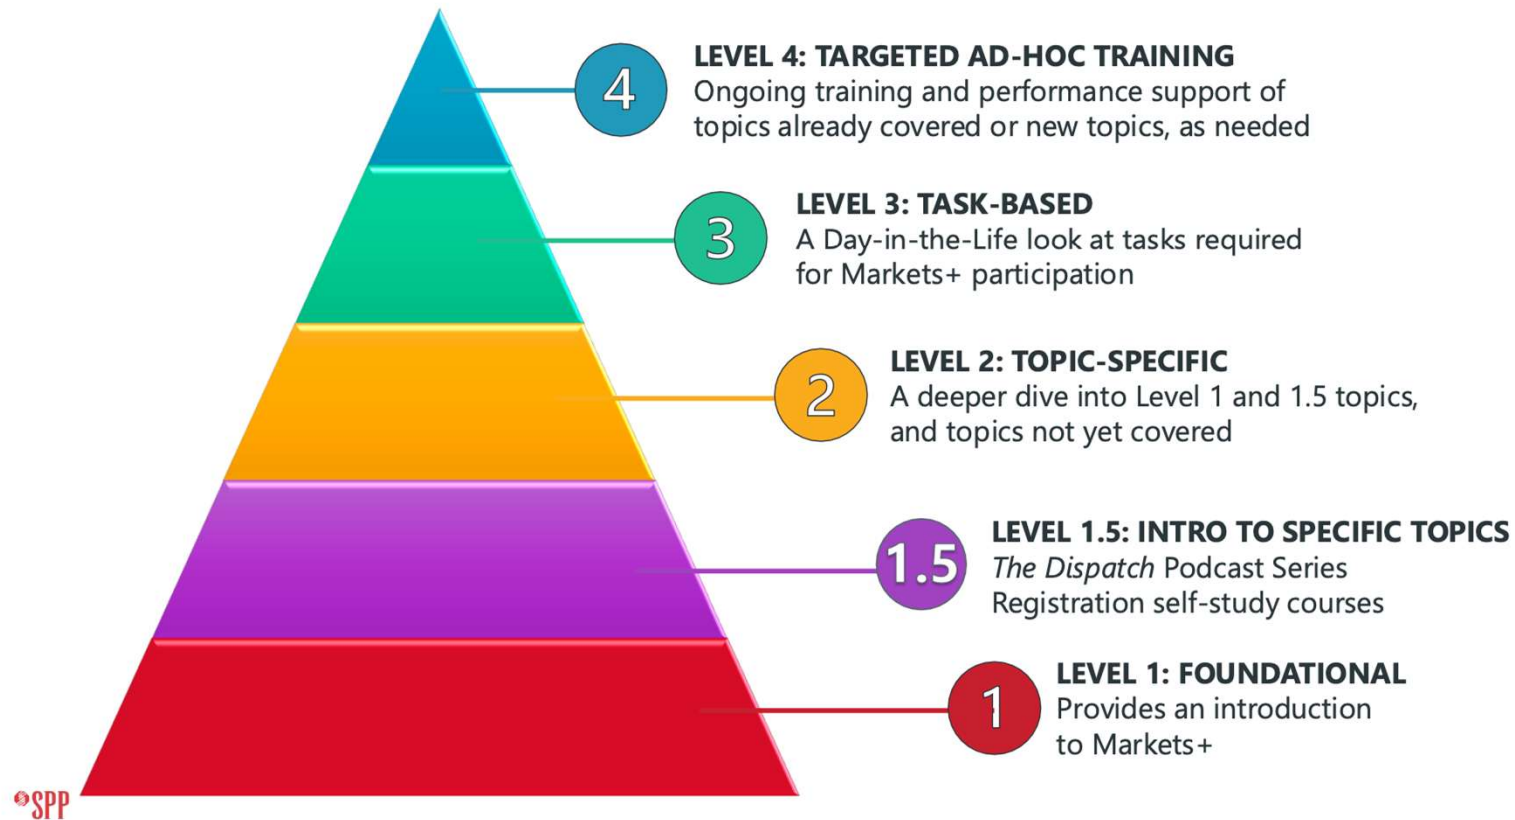 4
LEVEL 4: TARGETED AD-HOC TRAINING
Ongoing training and performance support of
topics already covered or new topics, as needed
3
LEVEL 3: TASK-BASED
A Day-in-the-Life look at tasks required
for Markets+ participation
2
LEVEL 2: TOPIC-SPECIFIC
A deeper dive into Level 1 and 1.5 topics,
and topics not yet covered
1.5
LEVEL 1.5: INTRO TO SPECIFIC TOPICS
The Dispatch Podcast Series
Registration self-study courses
1
LEVEL 1: FOUNDATIONAL
Provides an introduction
to Markets+
SPP